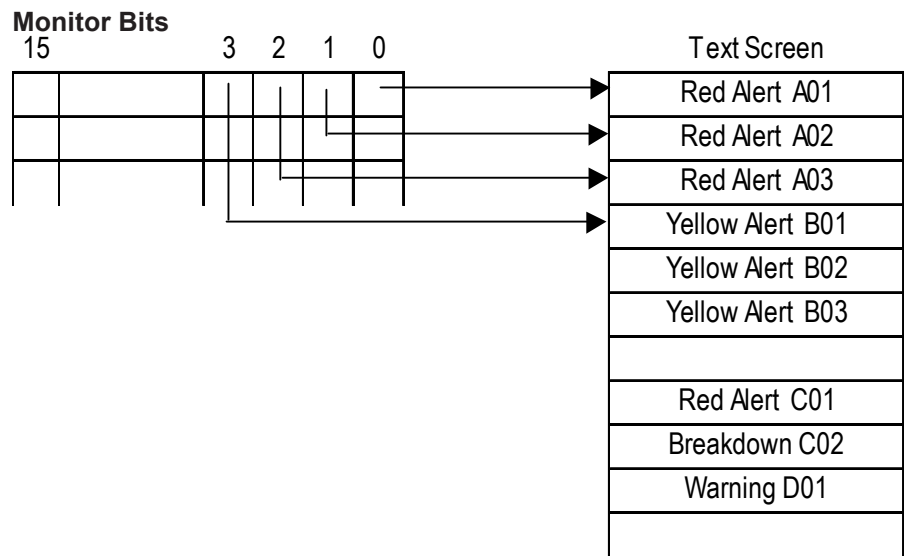 Monitor Bits
15 3 2 1 0 Text Screen
Red Alert A01
Red Alert A02
Red Alert A03
Yellow Alert B01
Yellow Alert B02
Yellow Alert B03
Red Alert C01
Breakdown C02
Warning D01